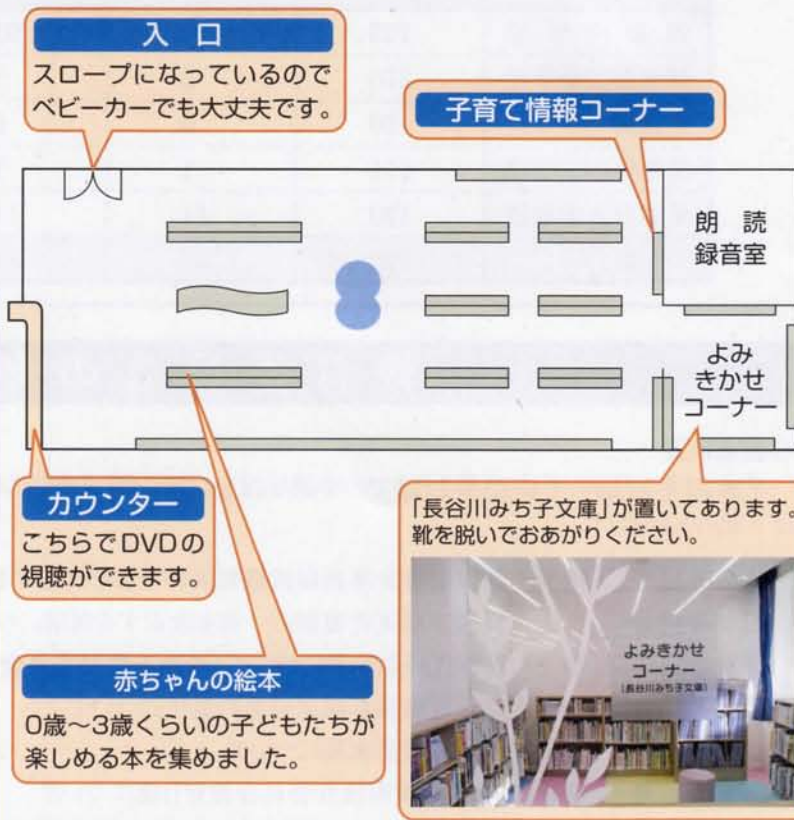 入口
スロープになっているので
ベビーカーでも大丈夫です。
子育て情報コーナー
朗読
録音室
よみ
きかせ
コーナー
カウンター
こちらでDVDの
視聴ができます。
「長谷川みち子文庫」が置いてあります。
靴を脱いでおあがりください。
よみきかせ
コーナー
(長谷川みち子文庫)
赤ちゃんの絵本
0歳～3歳くらいの子どもたちが
楽しめる本を集めました。